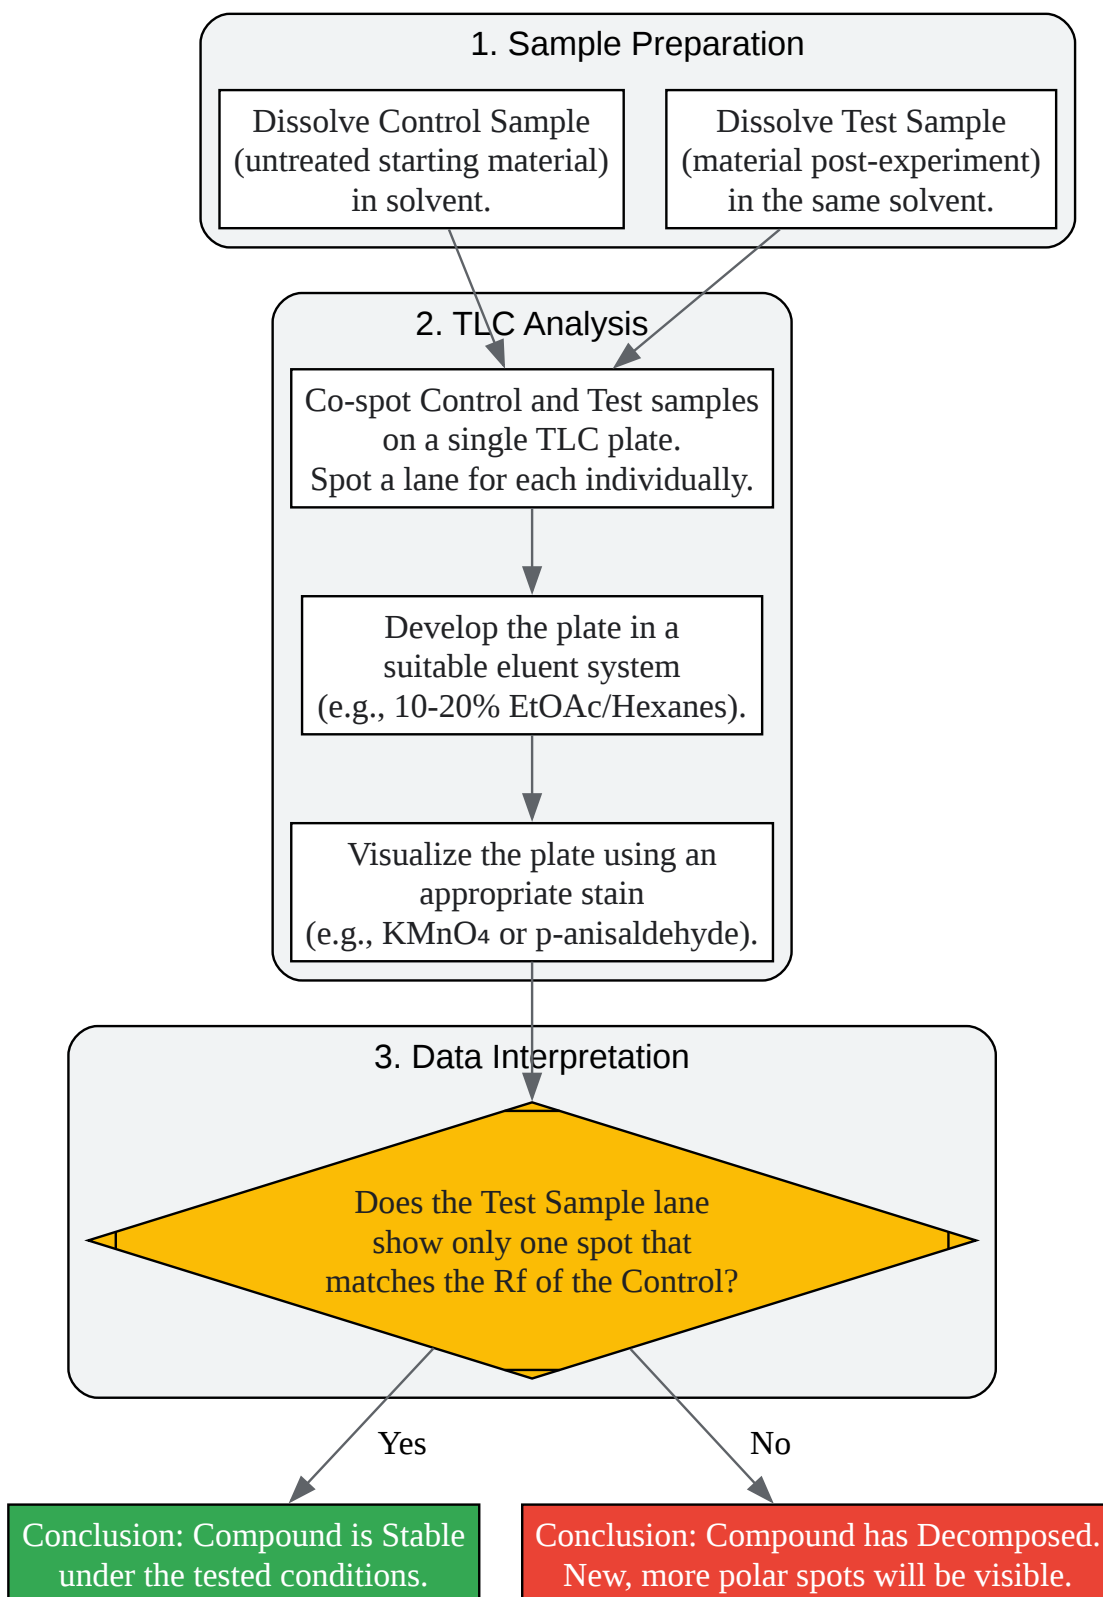 1. Sample Preparation
Dissolve Control Sample
(untreated starting material)
in solvent.
Dissolve Test Sample
(material post-experiment)
in the same solvent.
2. TLC Analysis
Co-spot Control and Test samples
on a single TLC plate.
Spot a lane for each individually.
Develop the plate in a
suitable eluent system
(e.g., 10-20% EtOAc/Hexanes).
Visualize the plate using an
appropriate stain
(e.g., KMnO₄ or p-anisaldehyde).
3. Data Interpretation
Does the Test Sample lane
show only one spot that
matches the Rf of the Control?
Yes
No
Conclusion: Compound is Stable
under the tested conditions.
Conclusion: Compound has Decomposed.
New, more polar spots will be visible.